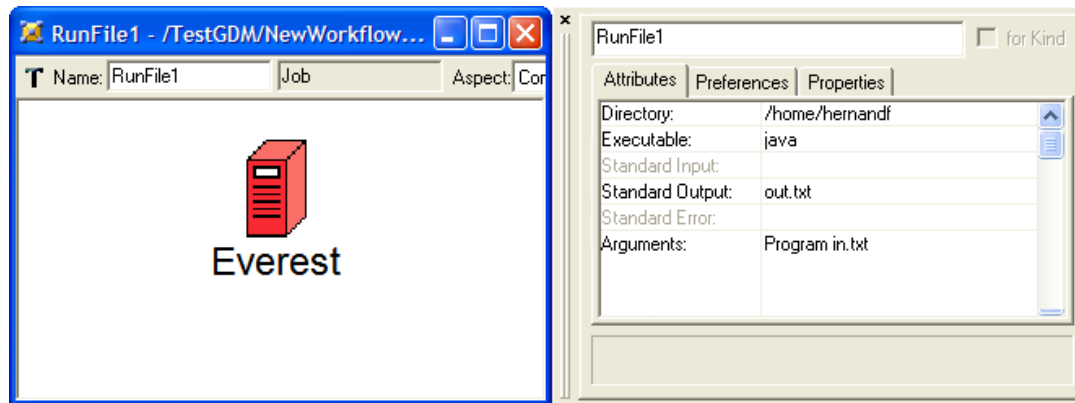 RunFile1 - /TestGDM/NewWorkflow...
T Name: RunFile1 Job Aspect: Cor
Everest
RunFile1 for Kind
Attributes Preferences Properties
Directory: /home/hernandf
Executable: java
Standard Input:
Standard Output: out.txt
Standard Error:
Arguments: Program in.txt